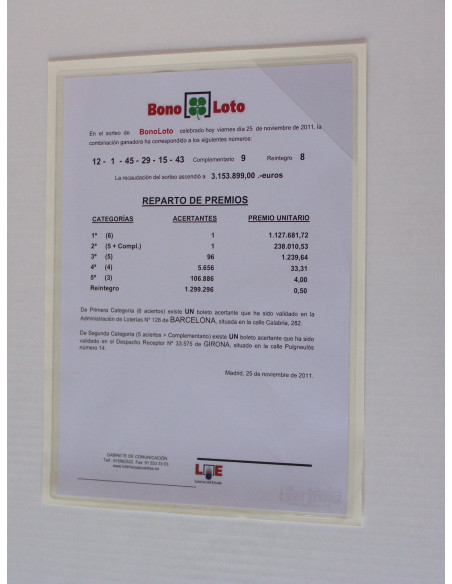 Bono Loto
En el sorteo de BonoLoto celebrado hoy viernes día 25 de noviembre de 2011, la
combinación ganadora ha correspondido a los siguientes números:
12 - 1 - 45 - 29 - 15 - 43 Complementario 9 Reintegro 8
La recaudación del sorteo ascendió a 3.153.899,00 .-euros
REPARTO DE PREMIOS
CATEGORÍAS ACERTANTES PREMIO UNITARIO
1ª (6) 1 1.127.681,72
2ª (5 + Compl.) 1 238.010,53
3ª (5) 96 1.239,64
4ª (4) 5.656 33,31
5ª (3) 106.886 4,00
Reintegro 1.299.296 0,50
De Primera Categoría (6 aciertos) existe UN boleto acertante que ha sido validado en la
Administración de Loterías Nº 126 de BARCELONA, situada en la calle Calabria, 282.
De Segunda Categoría (5 aciertos + Complementario) existe UN boleto acertante que ha sido
validado en el Despacho Receptor Nº 33.575 de GIRONA, situado en la calle Puigneulós
número 14.
Madrid, 25 de noviembre de 2011.
GABINETE DE COMUNICACIÓN